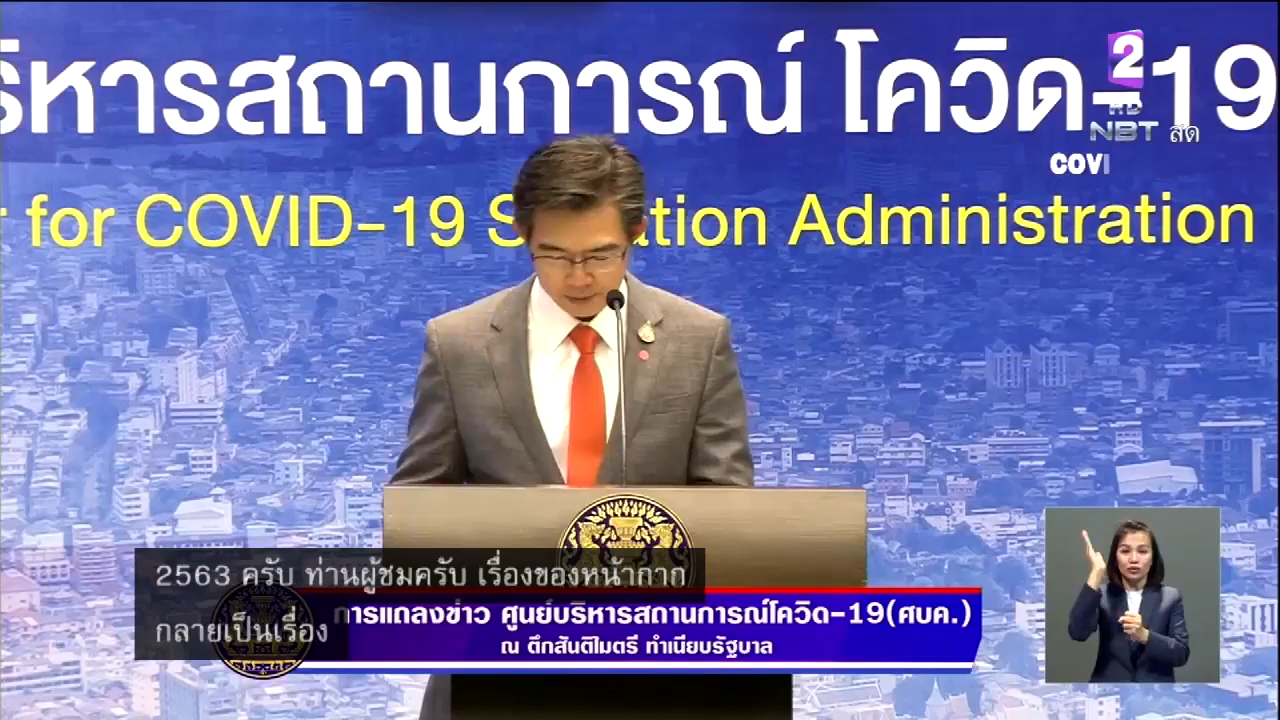 ริหารสถานการณ์ โควิด-19
2
HD
NBT สด
COVI
for COVID-19 S ation Administration
2563 ครับ ท่านผู้ชมครับ เรื่องของหน้ากาก
กลายเป็นเรื่อง
การแถลงข่าว ศูนย์บริหารสถานการณ์โควิด-19(ศบค.)
ณ ตึกสันติไมตรี ทำเนียบรัฐบาล